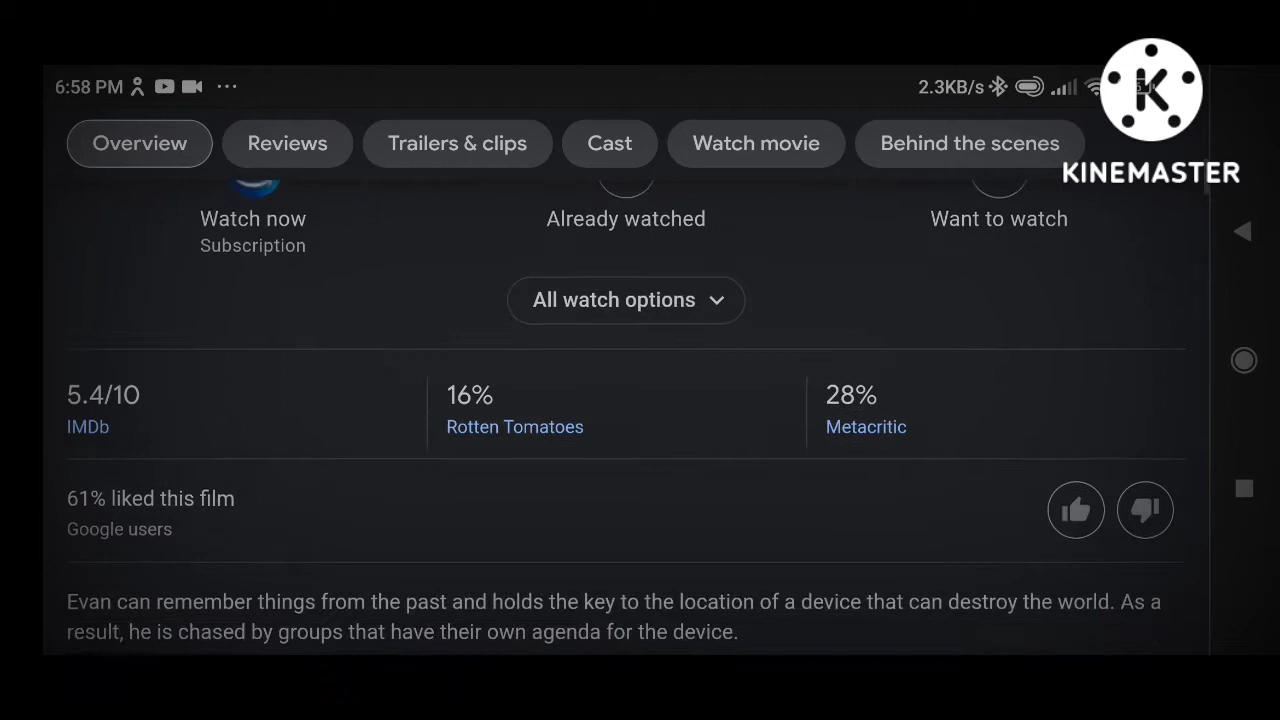 6:58 PM ... 2.3KB/s
K
KINEMASTER
Overview Reviews Trailers & clips Cast Watch movie Behind the scenes
Watch now Already watched Want to watch
Subscription
All watch options
5.4/10 16% 28%
IMDb Rotten Tomatoes Metacritic
61% liked this film
Google users
Evan can remember things from the past and holds the key to the location of a device that can destroy the world. As a
result, he is chased by groups that have their own agenda for the device.